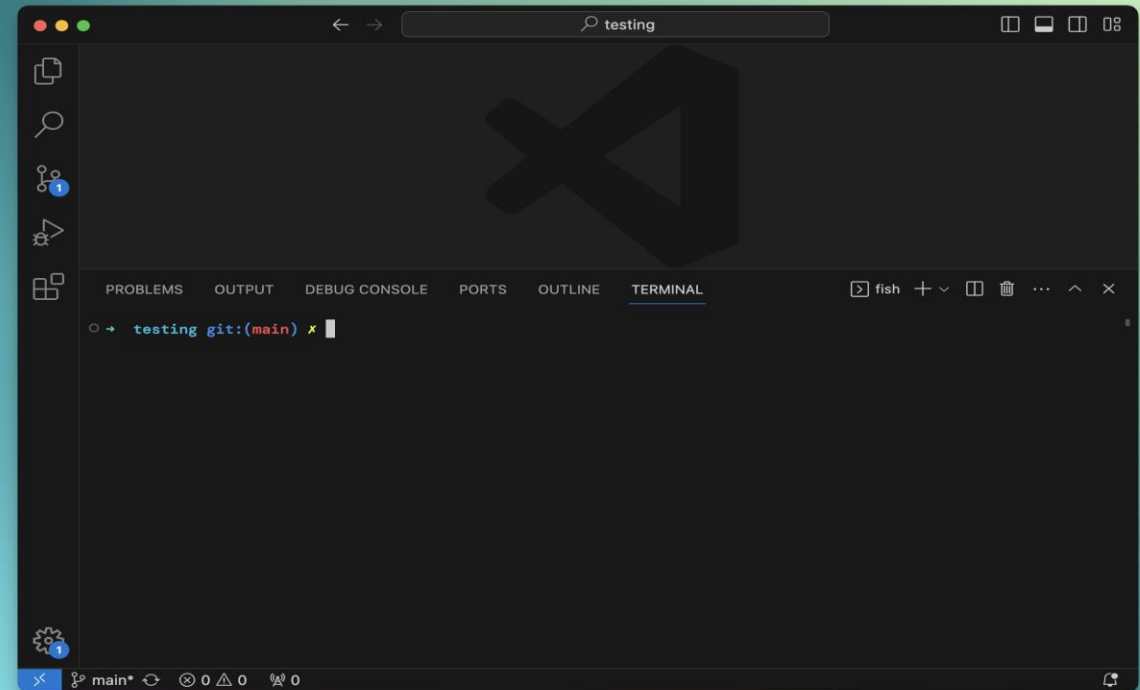 testing
1
PROBLEMS OUTPUT DEBUG CONSOLE PORTS OUTLINE TERMINAL fish
testing git:(main) ✗
1
main* 0 0 0